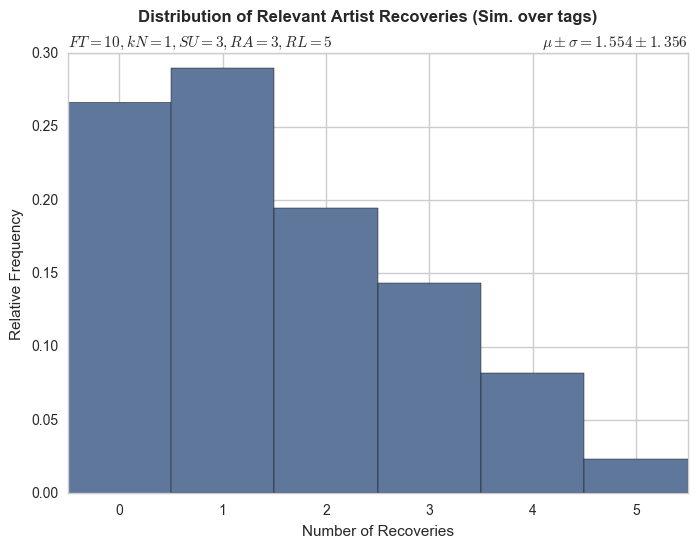 Distribution of Relevant Artist Recoveries (Sim. over tags)
FT = 10, kN = 1, SU = 3, RA = 3, RL = 5
μ ± σ = 1.554 ± 1.356
0.30
0.25
0.20
0.15
0.10
0.05
0.00
Relative Frequency
0 1 2 3 4 5
Number of Recoveries